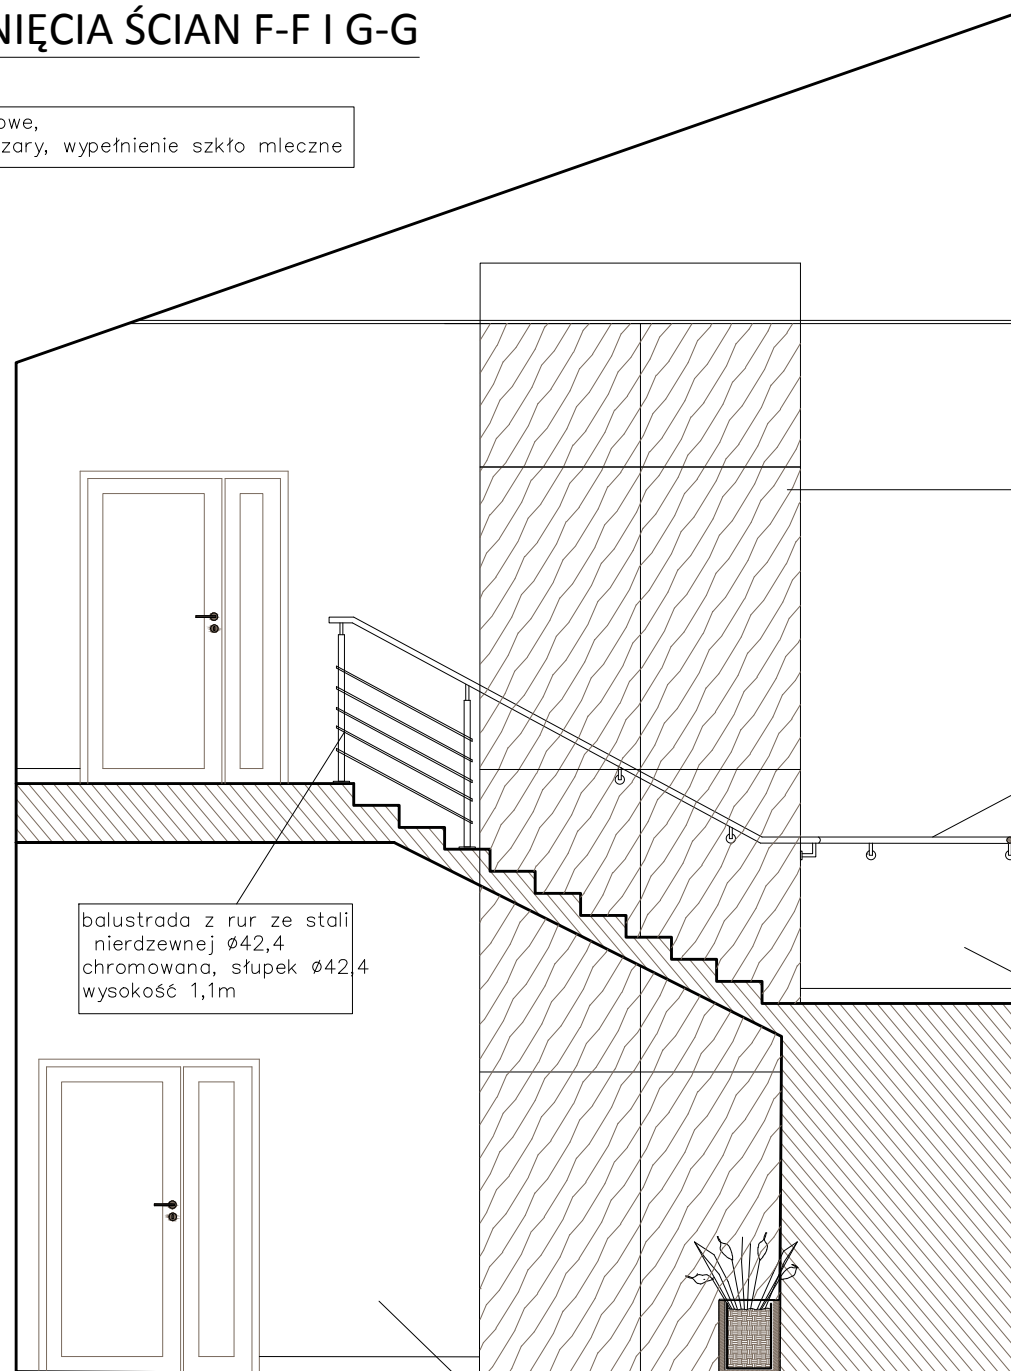 NIĘCIA ŚCIAN F-F I G-G
owe,
zary, wypełnienie szkło mleczne
balustrada z rur ze stali
nierdzewnej ø42,4
chromowana, słupek ø42,4
wysokość 1,1m